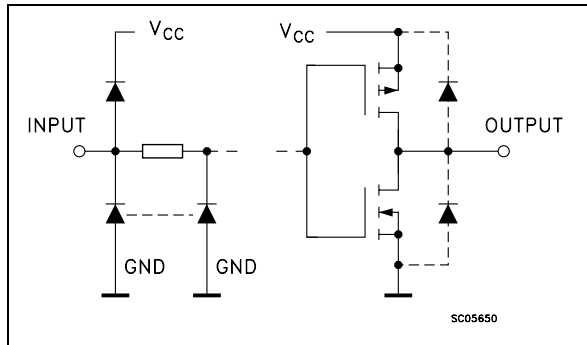 VCC
VCC
INPUT
OUTPUT
GND
GND
SC05650